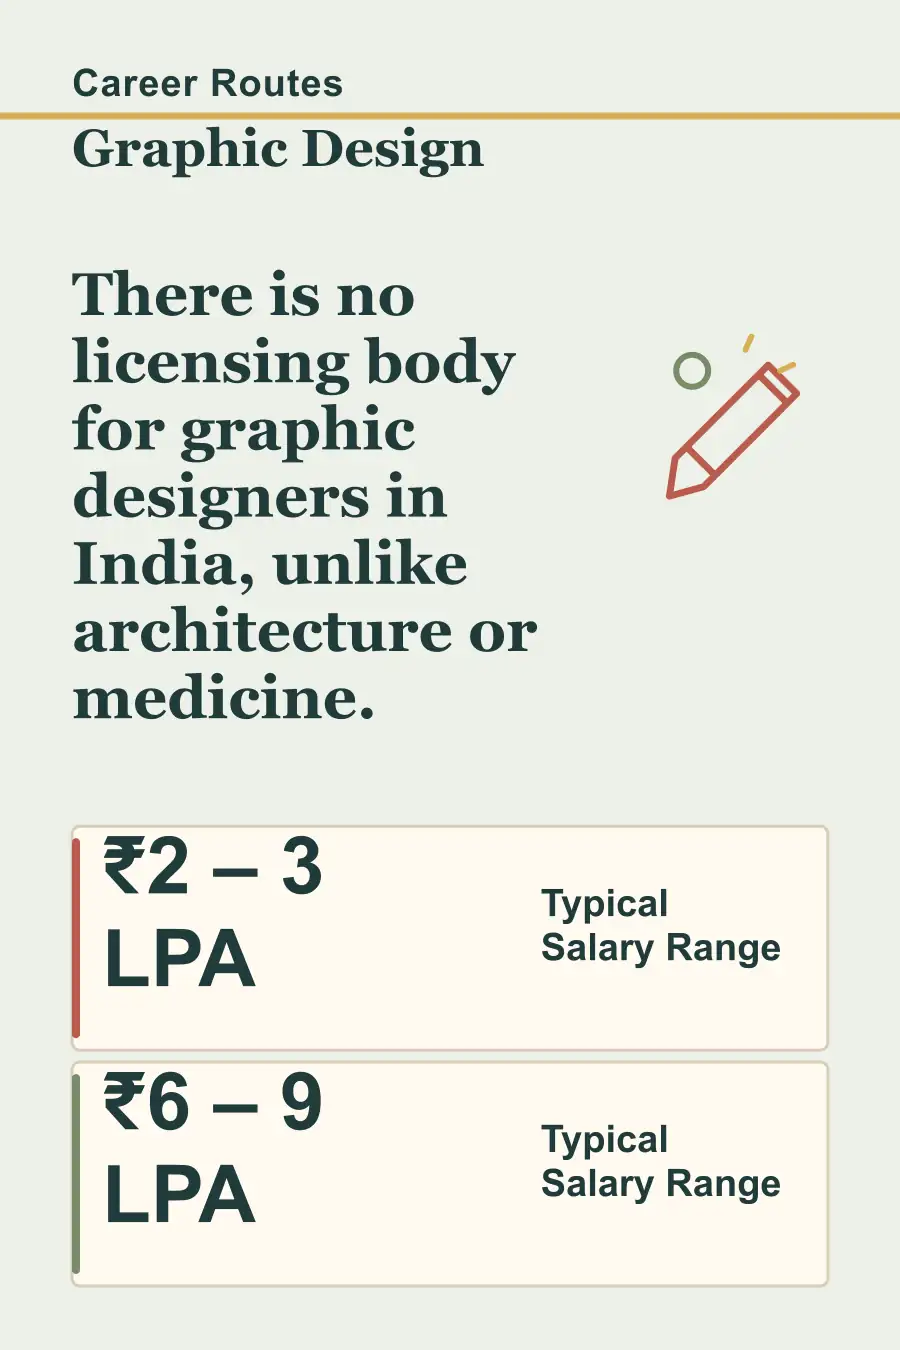 Career Routes
Graphic Design
There is no
licensing body
for graphic
designers in
India, unlike
architecture or
medicine.
₹2 – 3
LPA
Typical
Salary Range
₹6 – 9
LPA
Typical
Salary Range